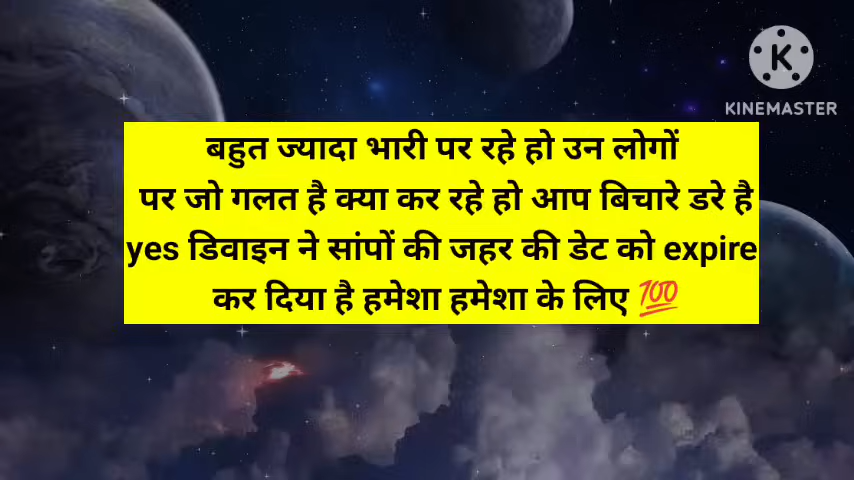 KINEMASTER
बहुत ज्यादा भारी पर रहे हो उन लोगों
पर जो गलत है क्या कर रहे हो आप बिचारे डरे है
yes डिवाइन ने सांपों की जहर की डेट को expire
कर दिया है हमेशा हमेशा के लिए 💯